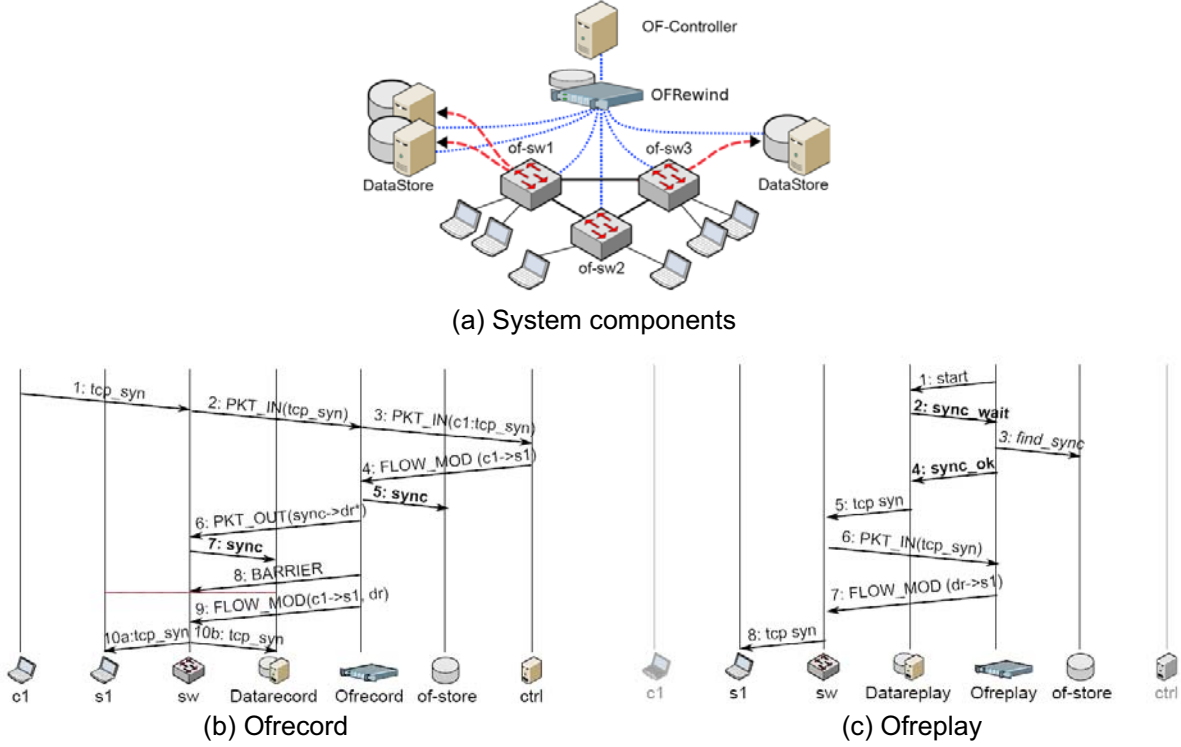 OF-Controller
OFRewind
of-sw1
of-sw3
DataStore
DataStore
of-sw2
(a) System components
1: tcp_syn
2: PKT_IN(tcp_syn)
3: PKT_IN(c1:tcp_syn)
4: FLOW_MOD (c1->s1)
5: sync
6: PKT_OUT(sync->dr*)
7: sync
8: BARRIER
9: FLOW_MOD(c1->s1, dr)
10a:tcp_syn
10b: tcp_syn
c1
s1
sw
Datarecord
Ofrecord
of-store
ctrl
(b) Ofrecord
1: start
2: sync_wait
3: find_sync
4: sync_ok
5: tcp syn
6: PKT_IN(tcp_syn)
7: FLOW_MOD (dr->s1)
8: tcp syn
c1
s1
sw
Datareplay
Ofreplay
of-store
ctrl
(c) Ofreplay